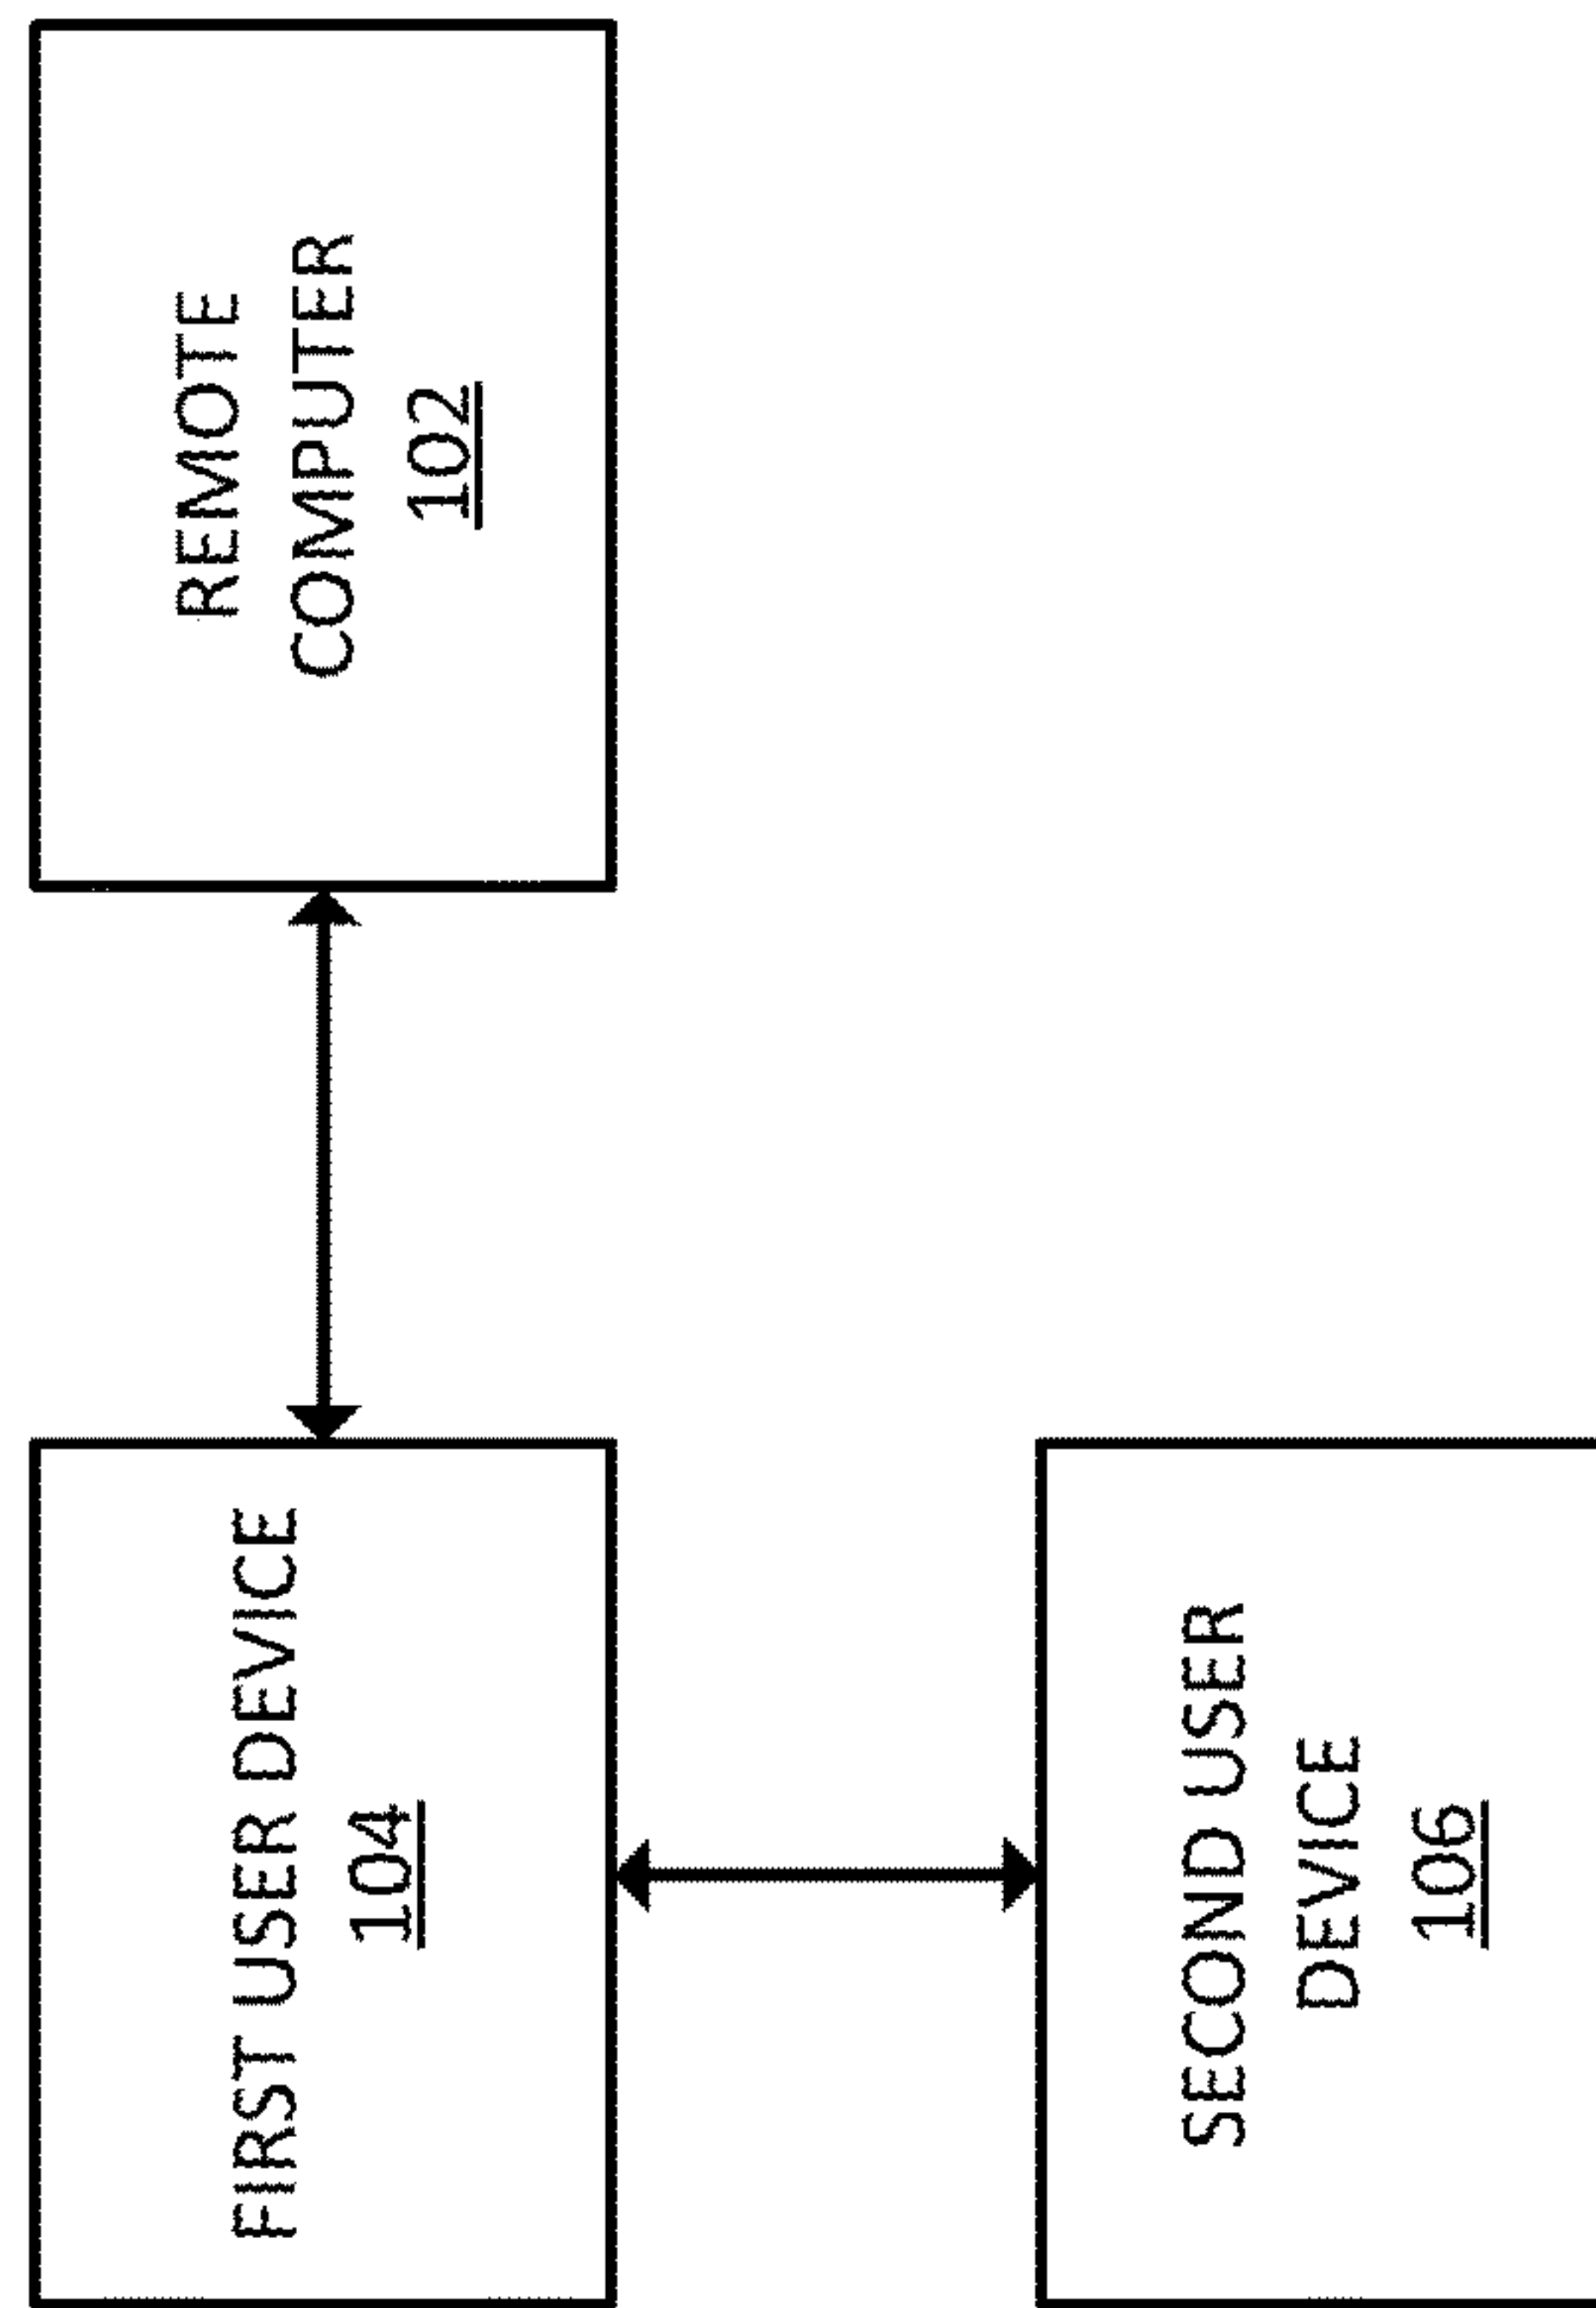 FIRST USER DEVICE
104
REMOTE
COMPUTER
102
SECOND USER
DEVICE
106